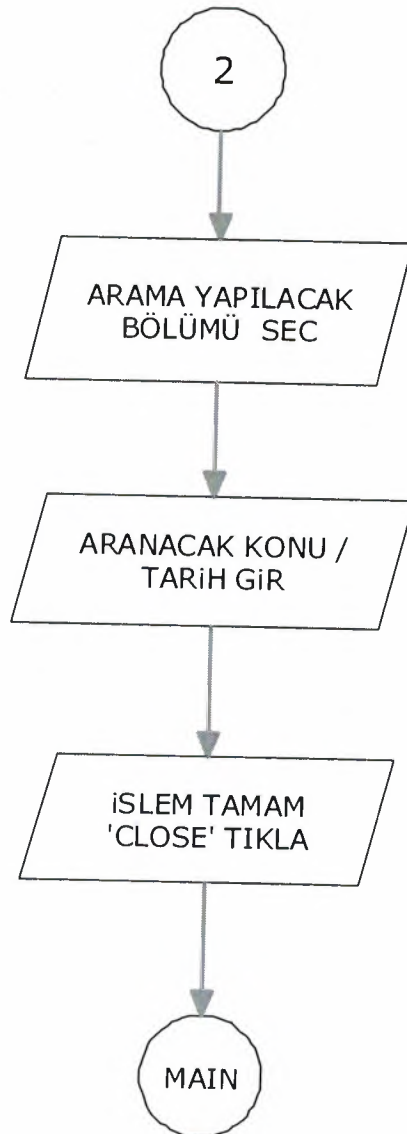 2
ARAMA YAPILACAK
BÖLÜMÜ SEC
ARANACAK KONU /
TARiH GiR
iSLEM TAMAM
'CLOSE' TIKLA
MAIN